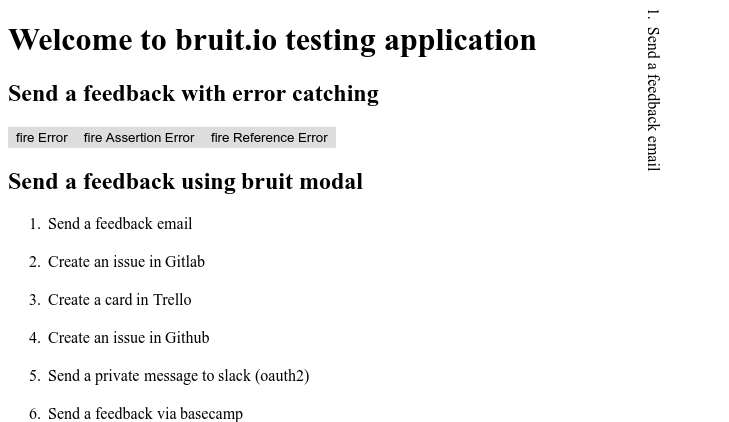 Welcome to bruit.io testing application
Send a feedback with error catching
fire Error fire Assertion Error fire Reference Error
Send a feedback using bruit modal
1. Send a feedback email
2. Create an issue in Gitlab
3. Create a card in Trello
4. Create an issue in Github
5. Send a private message to slack (oauth2)
6. Send a feedback via basecamp
1. Send a feedback email